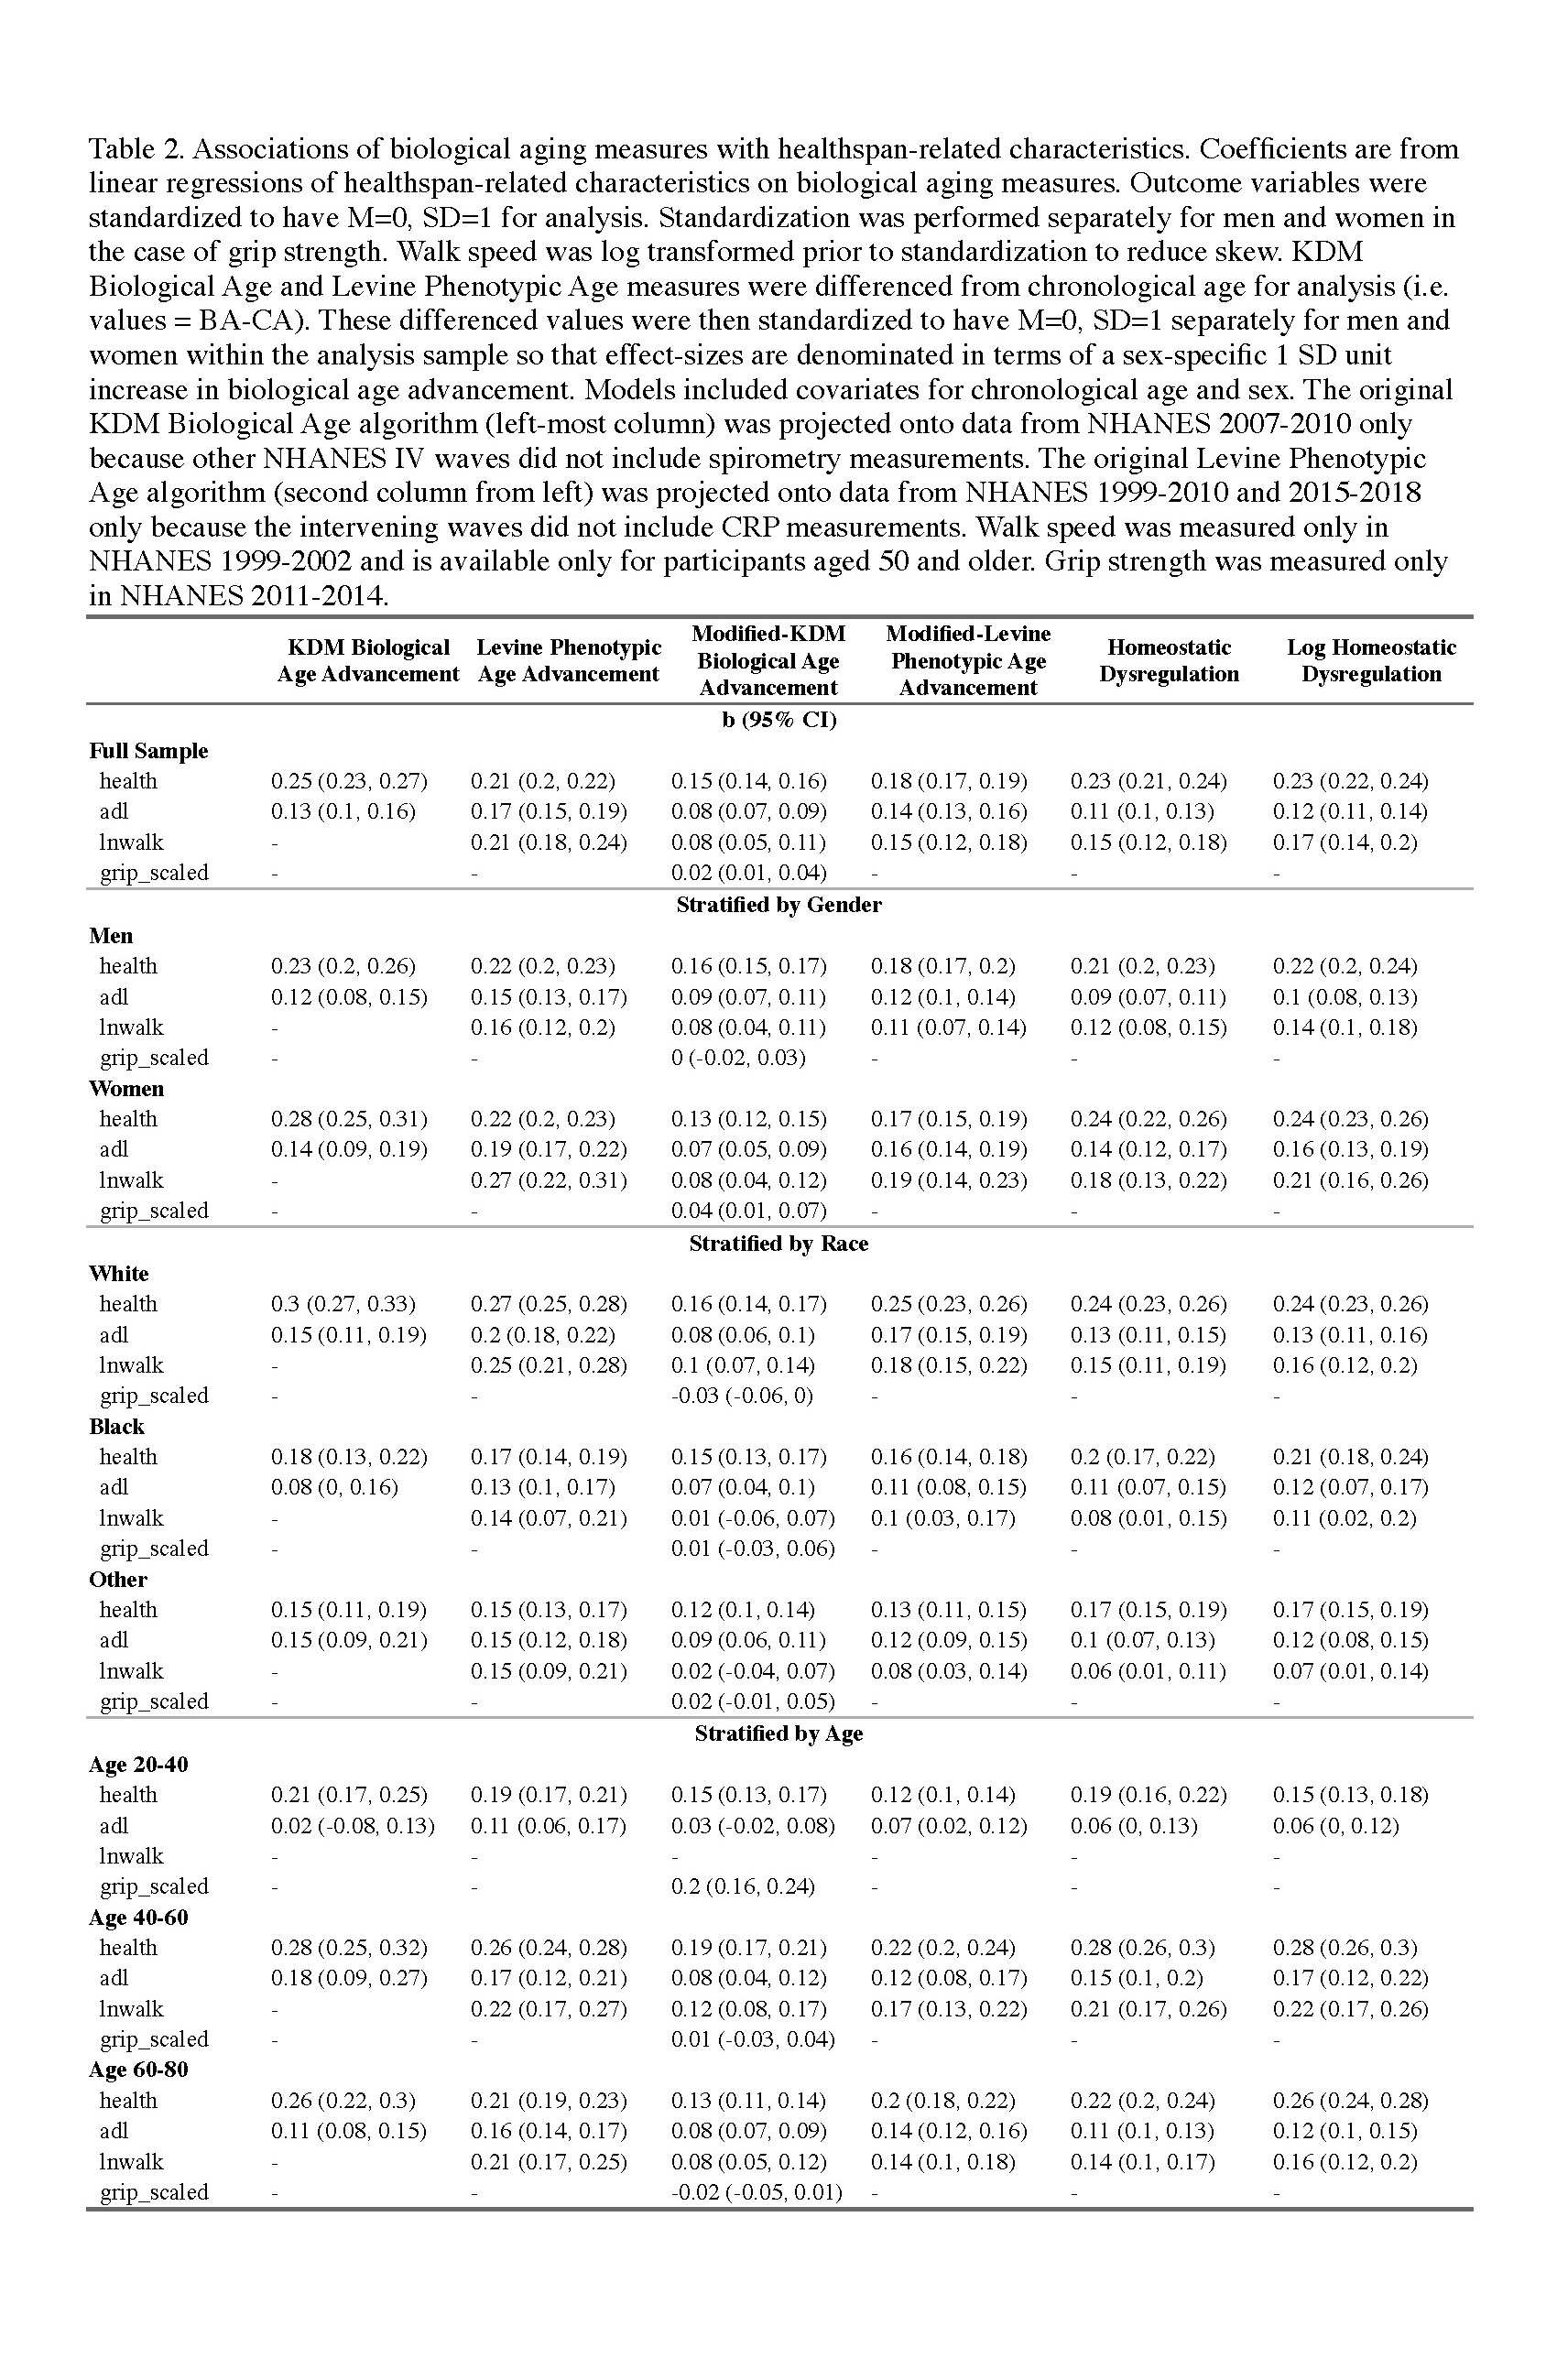 Table 2. Associations of biological aging measures with healthspan-related characteristics. Coefficients are from
linear regressions of healthspan-related characteristics on biological aging measures. Outcome variables were
standardized to have M=0, SD=1 for analysis. Standardization was performed separately for men and women in
the case of grip strength. Walk speed was log transformed prior to standardization to reduce skew. KDM
Biological Age and Levine Phenotypic Age measures were differenced from chronological age for analysis (i.e.
values = BA-CA). These differenced values were then standardized to have M=0, SD=1 separately for men and
women within the analysis sample so that effect-sizes are denominated in terms of a sex-specific 1 SD unit
increase in biological age advancement. Models included covariates for chronological age and sex. The original
KDM Biological Age algorithm (left-most column) was projected onto data from NHANES 2007-2010 only
because other NHANES IV waves did not include spirometry measurements. The original Levine Phenotypic
Age algorithm (second column from left) was projected onto data from NHANES 1999-2010 and 2015-2018
only because the intervening waves did not include CRP measurements. Walk speed was measured only in
NHANES 1999-2002 and is available only for participants aged 50 and older. Grip strength was measured only
in NHANES 2011-2014.
KDM Biological Age Advancement Levine Phenotypic Age Advancement Modified-KDM Biological Age Advancement Modified-Levine Phenotypic Age Advancement Homeostatic Dysregulation Log Homeostatic Dysregulation
b (95% CI)
Full Sample
health 0.25 (0.23, 0.27) 0.21 (0.2, 0.22) 0.15 (0.14, 0.16) 0.18 (0.17, 0.19) 0.23 (0.21, 0.24) 0.23 (0.22, 0.24)
adl 0.13 (0.1, 0.16) 0.17 (0.15, 0.19) 0.08 (0.07, 0.09) 0.14 (0.13, 0.16) 0.11 (0.1, 0.13) 0.12 (0.11, 0.14)
lnwalk - 0.21 (0.18, 0.24) 0.08 (0.05, 0.11) 0.15 (0.12, 0.18) 0.15 (0.12, 0.18) 0.17 (0.14, 0.2)
grip_scaled - - 0.02 (0.01, 0.04) - - -
Stratified by Gender
Men
health 0.23 (0.2, 0.26) 0.22 (0.2, 0.23) 0.16 (0.15, 0.17) 0.18 (0.17, 0.2) 0.21 (0.2, 0.23) 0.22 (0.2, 0.24)
adl 0.12 (0.08, 0.15) 0.15 (0.13, 0.17) 0.09 (0.07, 0.11) 0.12 (0.1, 0.14) 0.09 (0.07, 0.11) 0.1 (0.08, 0.13)
lnwalk - 0.16 (0.12, 0.2) 0.08 (0.04, 0.11) 0.11 (0.07, 0.14) 0.12 (0.08, 0.15) 0.14 (0.1, 0.18)
grip_scaled - - 0 (-0.02, 0.03) - - -
Women
health 0.28 (0.25, 0.31) 0.22 (0.2, 0.23) 0.13 (0.12, 0.15) 0.17 (0.15, 0.19) 0.24 (0.22, 0.26) 0.24 (0.23, 0.26)
adl 0.14 (0.09, 0.19) 0.19 (0.17, 0.22) 0.07 (0.05, 0.09) 0.16 (0.14, 0.19) 0.14 (0.12, 0.17) 0.16 (0.13, 0.19)
lnwalk - 0.27 (0.22, 0.31) 0.08 (0.04, 0.12) 0.19 (0.14, 0.23) 0.18 (0.13, 0.22) 0.21 (0.16, 0.26)
grip_scaled - - 0.04 (0.01, 0.07) - - -
Stratified by Race
White
health 0.3 (0.27, 0.33) 0.27 (0.25, 0.28) 0.16 (0.14, 0.17) 0.25 (0.23, 0.26) 0.24 (0.23, 0.26) 0.24 (0.23, 0.26)
adl 0.15 (0.11, 0.19) 0.2 (0.18, 0.22) 0.08 (0.06, 0.1) 0.17 (0.15, 0.19) 0.13 (0.11, 0.15) 0.13 (0.11, 0.16)
lnwalk - 0.25 (0.21, 0.28) 0.1 (0.07, 0.14) 0.18 (0.15, 0.22) 0.15 (0.11, 0.19) 0.16 (0.12, 0.2)
grip_scaled - - -0.03 (-0.06, 0) - - -
Black
health 0.18 (0.13, 0.22) 0.17 (0.14, 0.19) 0.15 (0.13, 0.17) 0.16 (0.14, 0.18) 0.2 (0.17, 0.22) 0.21 (0.18, 0.24)
adl 0.08 (0, 0.16) 0.13 (0.1, 0.17) 0.07 (0.04, 0.1) 0.11 (0.08, 0.15) 0.11 (0.07, 0.15) 0.12 (0.07, 0.17)
lnwalk - 0.14 (0.07, 0.21) 0.01 (-0.06, 0.07) 0.1 (0.03, 0.17) 0.08 (0.01, 0.15) 0.11 (0.02, 0.2)
grip_scaled - - 0.01 (-0.03, 0.06) - - -
Other
health 0.15 (0.11, 0.19) 0.15 (0.13, 0.17) 0.12 (0.1, 0.14) 0.13 (0.11, 0.15) 0.17 (0.15, 0.19) 0.17 (0.15, 0.19)
adl 0.15 (0.09, 0.21) 0.15 (0.12, 0.18) 0.09 (0.06, 0.11) 0.12 (0.09, 0.15) 0.1 (0.07, 0.13) 0.12 (0.08, 0.15)
lnwalk - 0.15 (0.09, 0.21) 0.02 (-0.04, 0.07) 0.08 (0.03, 0.14) 0.06 (0.01, 0.11) 0.07 (0.01, 0.14)
grip_scaled - - 0.02 (-0.01, 0.05) - - -
Stratified by Age
Age 20-40
health 0.21 (0.17, 0.25) 0.19 (0.17, 0.21) 0.15 (0.13, 0.17) 0.12 (0.1, 0.14) 0.19 (0.16, 0.22) 0.15 (0.13, 0.18)
adl 0.02 (-0.08, 0.13) 0.11 (0.06, 0.17) 0.03 (-0.02, 0.08) 0.07 (0.02, 0.12) 0.06 (0, 0.13) 0.06 (0, 0.12)
lnwalk - - - - - -
grip_scaled - - 0.2 (0.16, 0.24) - - -
Age 40-60
health 0.28 (0.25, 0.32) 0.26 (0.24, 0.28) 0.19 (0.17, 0.21) 0.22 (0.2, 0.24) 0.28 (0.26, 0.3) 0.28 (0.26, 0.3)
adl 0.18 (0.09, 0.27) 0.17 (0.12, 0.21) 0.08 (0.04, 0.12) 0.12 (0.08, 0.17) 0.15 (0.1, 0.2) 0.17 (0.12, 0.22)
lnwalk - 0.22 (0.17, 0.27) 0.12 (0.08, 0.17) 0.17 (0.13, 0.22) 0.21 (0.17, 0.26) 0.22 (0.17, 0.26)
grip_scaled - - 0.01 (-0.03, 0.04) - - -
Age 60-80
health 0.26 (0.22, 0.3) 0.21 (0.19, 0.23) 0.13 (0.11, 0.14) 0.2 (0.18, 0.22) 0.22 (0.2, 0.24) 0.26 (0.24, 0.28)
adl 0.11 (0.08, 0.15) 0.16 (0.14, 0.17) 0.08 (0.07, 0.09) 0.14 (0.12, 0.16) 0.11 (0.1, 0.13) 0.12 (0.1, 0.15)
lnwalk - 0.21 (0.17, 0.25) 0.08 (0.05, 0.12) 0.14 (0.1, 0.18) 0.14 (0.1, 0.17) 0.16 (0.12, 0.2)
grip_scaled - - -0.02 (-0.05, 0.01) - - -